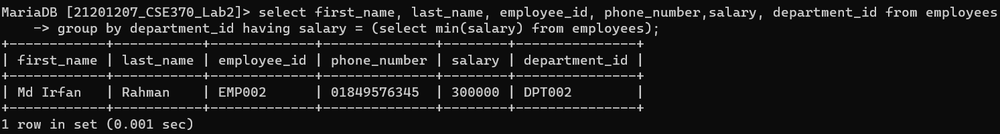 MariaDB [21201207_CSE370_Lab2]> select first_name, last_name, employee_id, phone_number,salary, department_id from employees
    -> group by department_id having salary = (select min(salary) from employees);
+------------+-----------+-------------+--------------+--------+---------------+
| first_name | last_name | employee_id | phone_number | salary | department_id |
+------------+-----------+-------------+--------------+--------+---------------+
| Md Irfan   | Rahman    | EMP002      | 01849576345  | 300000 | DPT002        |
+------------+-----------+-------------+--------------+--------+---------------+
1 row in set (0.001 sec)